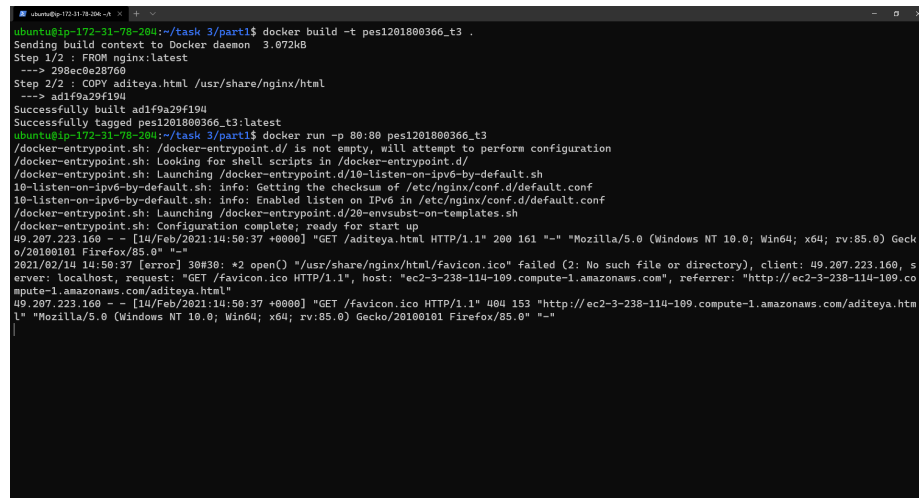 ubuntu@ip-172-31-78-204: ~/t
ubuntu@ip-172-31-78-204:~/task 3/part1$ docker build -t pes1201800366_t3 .
Sending build context to Docker daemon  3.072kB
Step 1/2 : FROM nginx:latest
 ---> 298ec0e28760
Step 2/2 : COPY aditeya.html /usr/share/nginx/html
 ---> ad1f9a29f194
Successfully built ad1f9a29f194
Successfully tagged pes1201800366_t3:latest
ubuntu@ip-172-31-78-204:~/task 3/part1$ docker run -p 80:80 pes1201800366_t3
/docker-entrypoint.sh: /docker-entrypoint.d/ is not empty, will attempt to perform configuration
/docker-entrypoint.sh: Looking for shell scripts in /docker-entrypoint.d/
/docker-entrypoint.sh: Launching /docker-entrypoint.d/10-listen-on-ipv6-by-default.sh
10-listen-on-ipv6-by-default.sh: info: Getting the checksum of /etc/nginx/conf.d/default.conf
10-listen-on-ipv6-by-default.sh: info: Enabled listen on IPv6 in /etc/nginx/conf.d/default.conf
/docker-entrypoint.sh: Launching /docker-entrypoint.d/20-envsubst-on-templates.sh
/docker-entrypoint.sh: Configuration complete; ready for start up
49.207.223.160 - - [14/Feb/2021:14:50:37 +0000] "GET /aditeya.html HTTP/1.1" 200 161 "-" "Mozilla/5.0 (Windows NT 10.0; Win64; x64; rv:85.0) Geck
o/20100101 Firefox/85.0" "-"
2021/02/14 14:50:37 [error] 30#30: *2 open() "/usr/share/nginx/html/favicon.ico" failed (2: No such file or directory), client: 49.207.223.160, s
erver: localhost, request: "GET /favicon.ico HTTP/1.1", host: "ec2-3-238-114-109.compute-1.amazonaws.com", referrer: "http://ec2-3-238-114-109.co
mpute-1.amazonaws.com/aditeya.html"
49.207.223.160 - - [14/Feb/2021:14:50:37 +0000] "GET /favicon.ico HTTP/1.1" 404 153 "http://ec2-3-238-114-109.compute-1.amazonaws.com/aditeya.htm
l" "Mozilla/5.0 (Windows NT 10.0; Win64; x64; rv:85.0) Gecko/20100101 Firefox/85.0" "-"